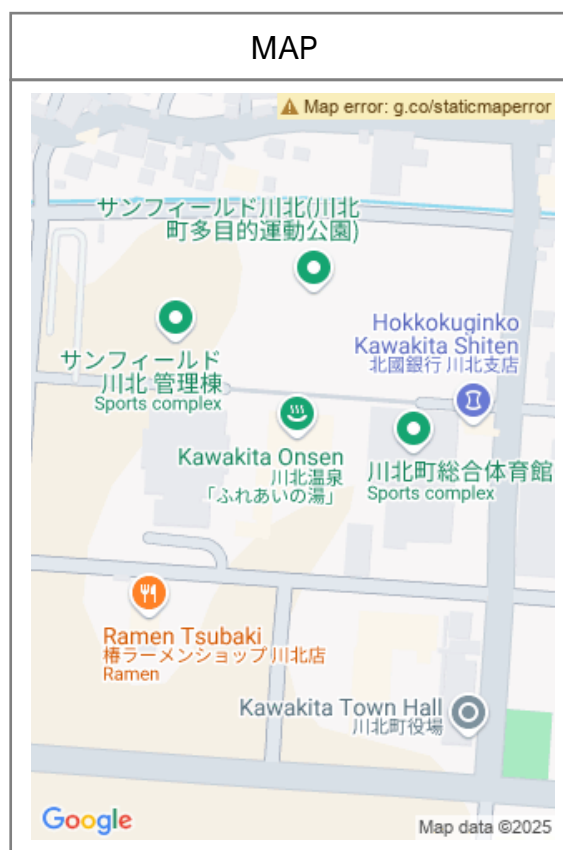 MAP
Map error: g.co/staticmaperror
サンフィールド川北(川北
町多目的運動公園)
サンフィールド
川北 管理棟
Sports complex
Hokkokuginko
Kawakita Shiten
北國銀行 川北支店
Kawakita Onsen
川北温泉
「ふれあいの湯」
川北町総合体育館
Sports complex
Ramen Tsubaki
椿ラーメンショップ 川北店
Ramen
Kawakita Town Hall
川北町役場
Google
Map data ©2025